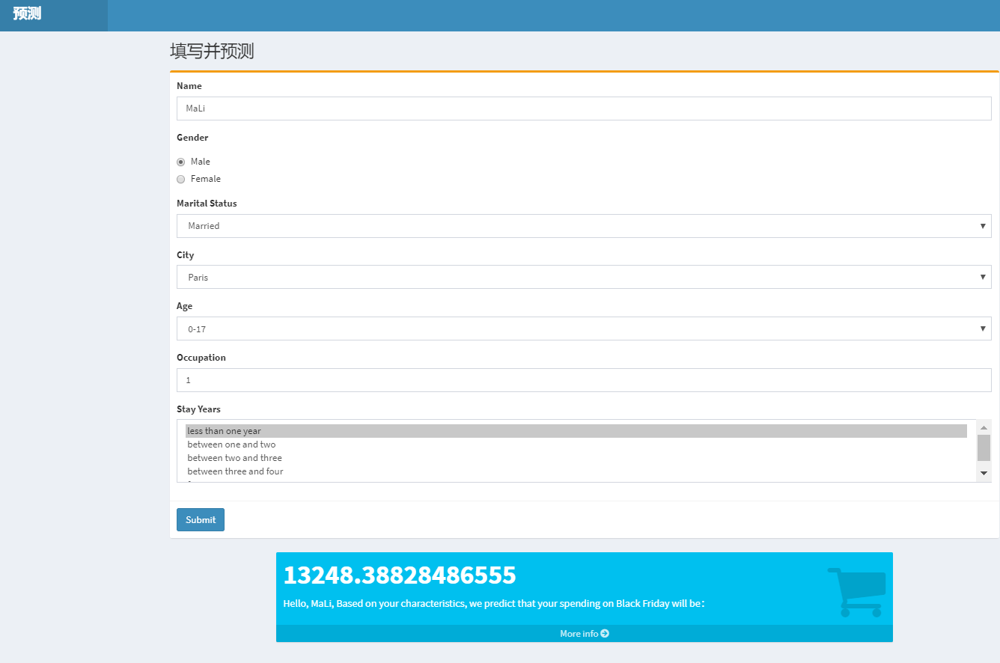 预测
填写并预测
Name
MaLi
Gender
Male
Female
Marital Status
Married
City
Paris
Age
0-17
Occupation
1
Stay Years
less than one year
between one and two
between two and three
between three and four
Submit
13248.38828486555
Hello, MaLi, Based on your characteristics, we predict that your spending on Black Friday will be：
More info